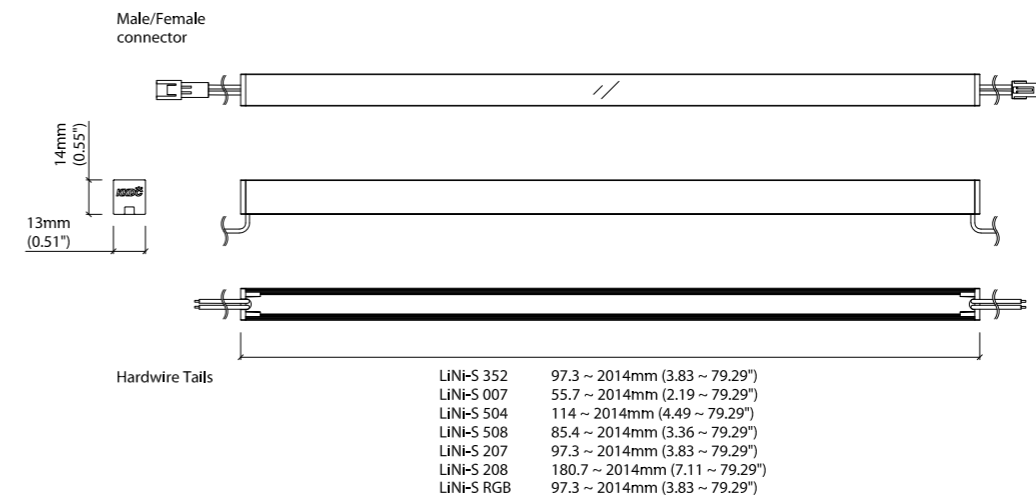 Male/Female
connector
14mm
(0.55")
13mm
(0.51")
Hardwire Tails
LiNi-S 352 97.3 ~ 2014mm (3.83 ~ 79.29")
LiNi-S 007 55.7 ~ 2014mm (2.19 ~ 79.29")
LiNi-S 504 114 ~ 2014mm (4.49 ~ 79.29")
LiNi-S 508 85.4 ~ 2014mm (3.36 ~ 79.29")
LiNi-S 207 97.3 ~ 2014mm (3.83 ~ 79.29")
LiNi-S 208 180.7 ~ 2014mm (7.11 ~ 79.29")
LiNi-S RGB 97.3 ~ 2014mm (3.83 ~ 79.29")